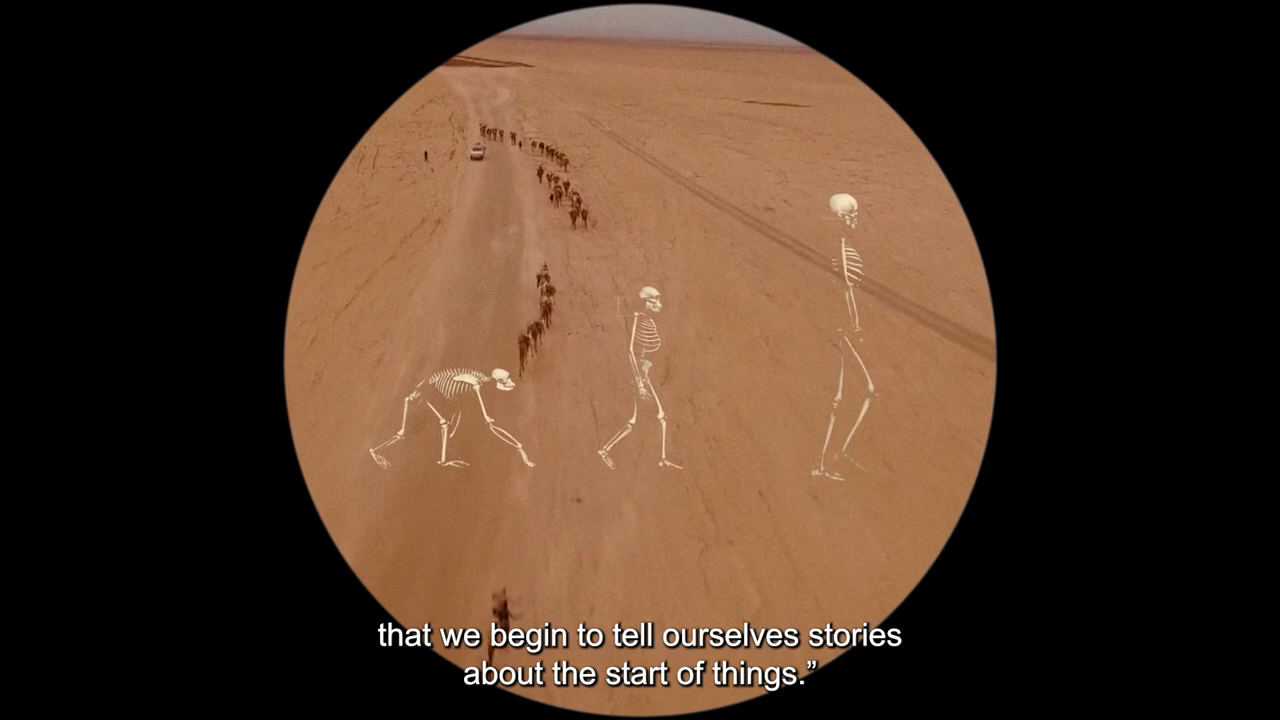 that we begin to tell ourselves stories
about the start of things.”